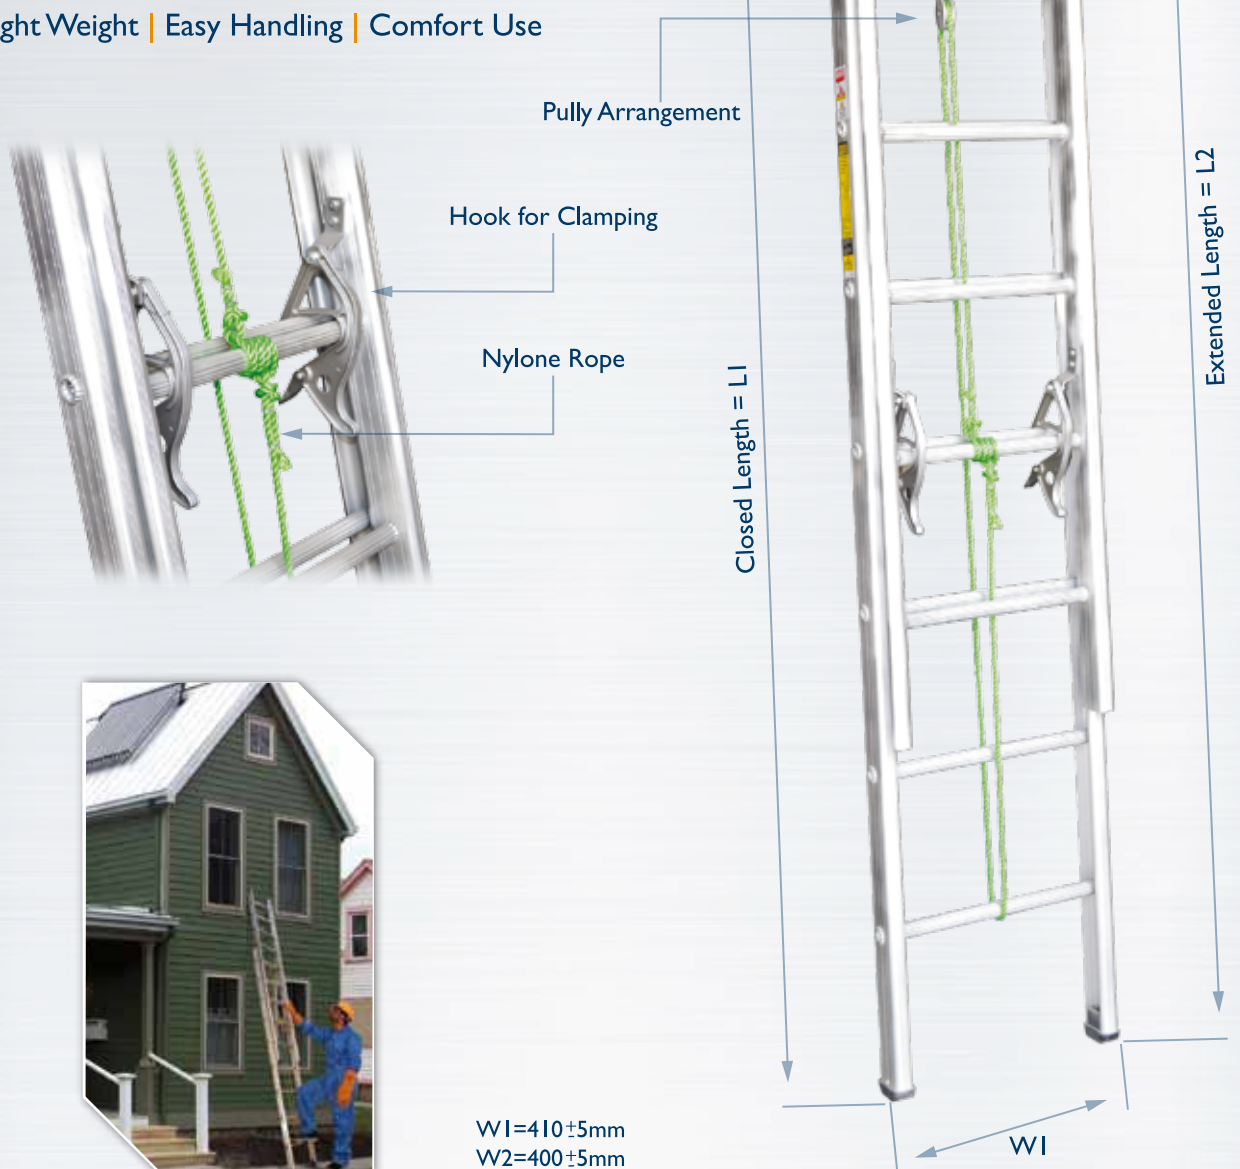 ght Weight | Easy Handling | Comfort Use
Pully Arrangement
Hook for Clamping
Nylone Rope
Closed Length = L1
Extended Length = L2
W1=410±5mm
W2=400±5mm
W1